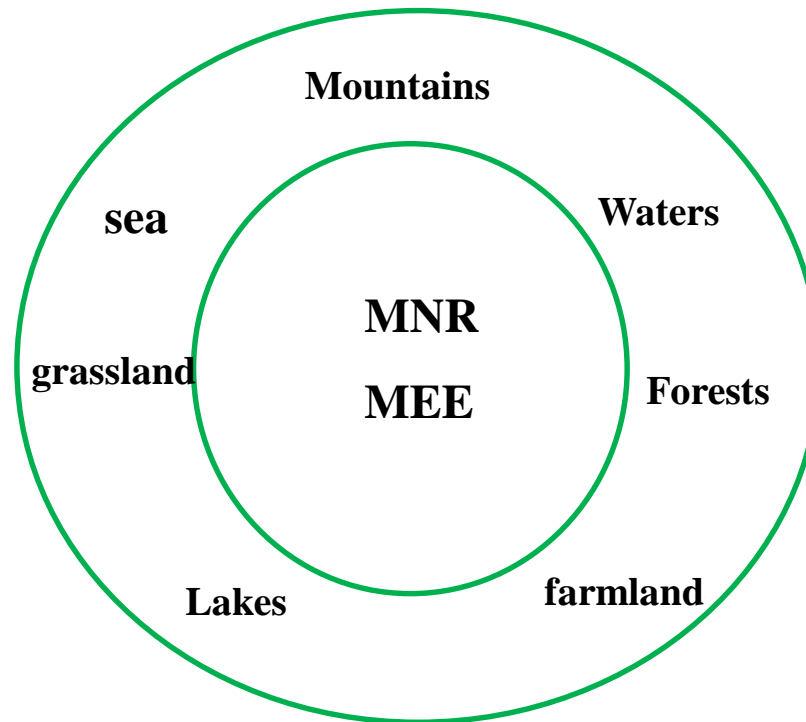 Mountains
sea
Waters
MNR
grassland
Forests
MEE
Lakes
farmland